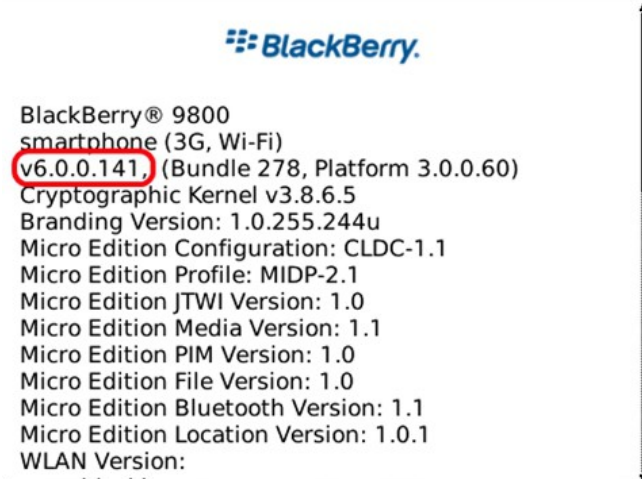 BlackBerry.
BlackBerry® 9800
smartphone (3G, Wi-Fi)
v6.0.0.141, (Bundle 278, Platform 3.0.0.60)
Cryptographic Kernel v3.8.6.5
Branding Version: 1.0.255.244u
Micro Edition Configuration: CLDC-1.1
Micro Edition Profile: MIDP-2.1
Micro Edition JTWI Version: 1.0
Micro Edition Media Version: 1.1
Micro Edition PIM Version: 1.0
Micro Edition File Version: 1.0
Micro Edition Bluetooth Version: 1.1
Micro Edition Location Version: 1.0.1
WLAN Version: